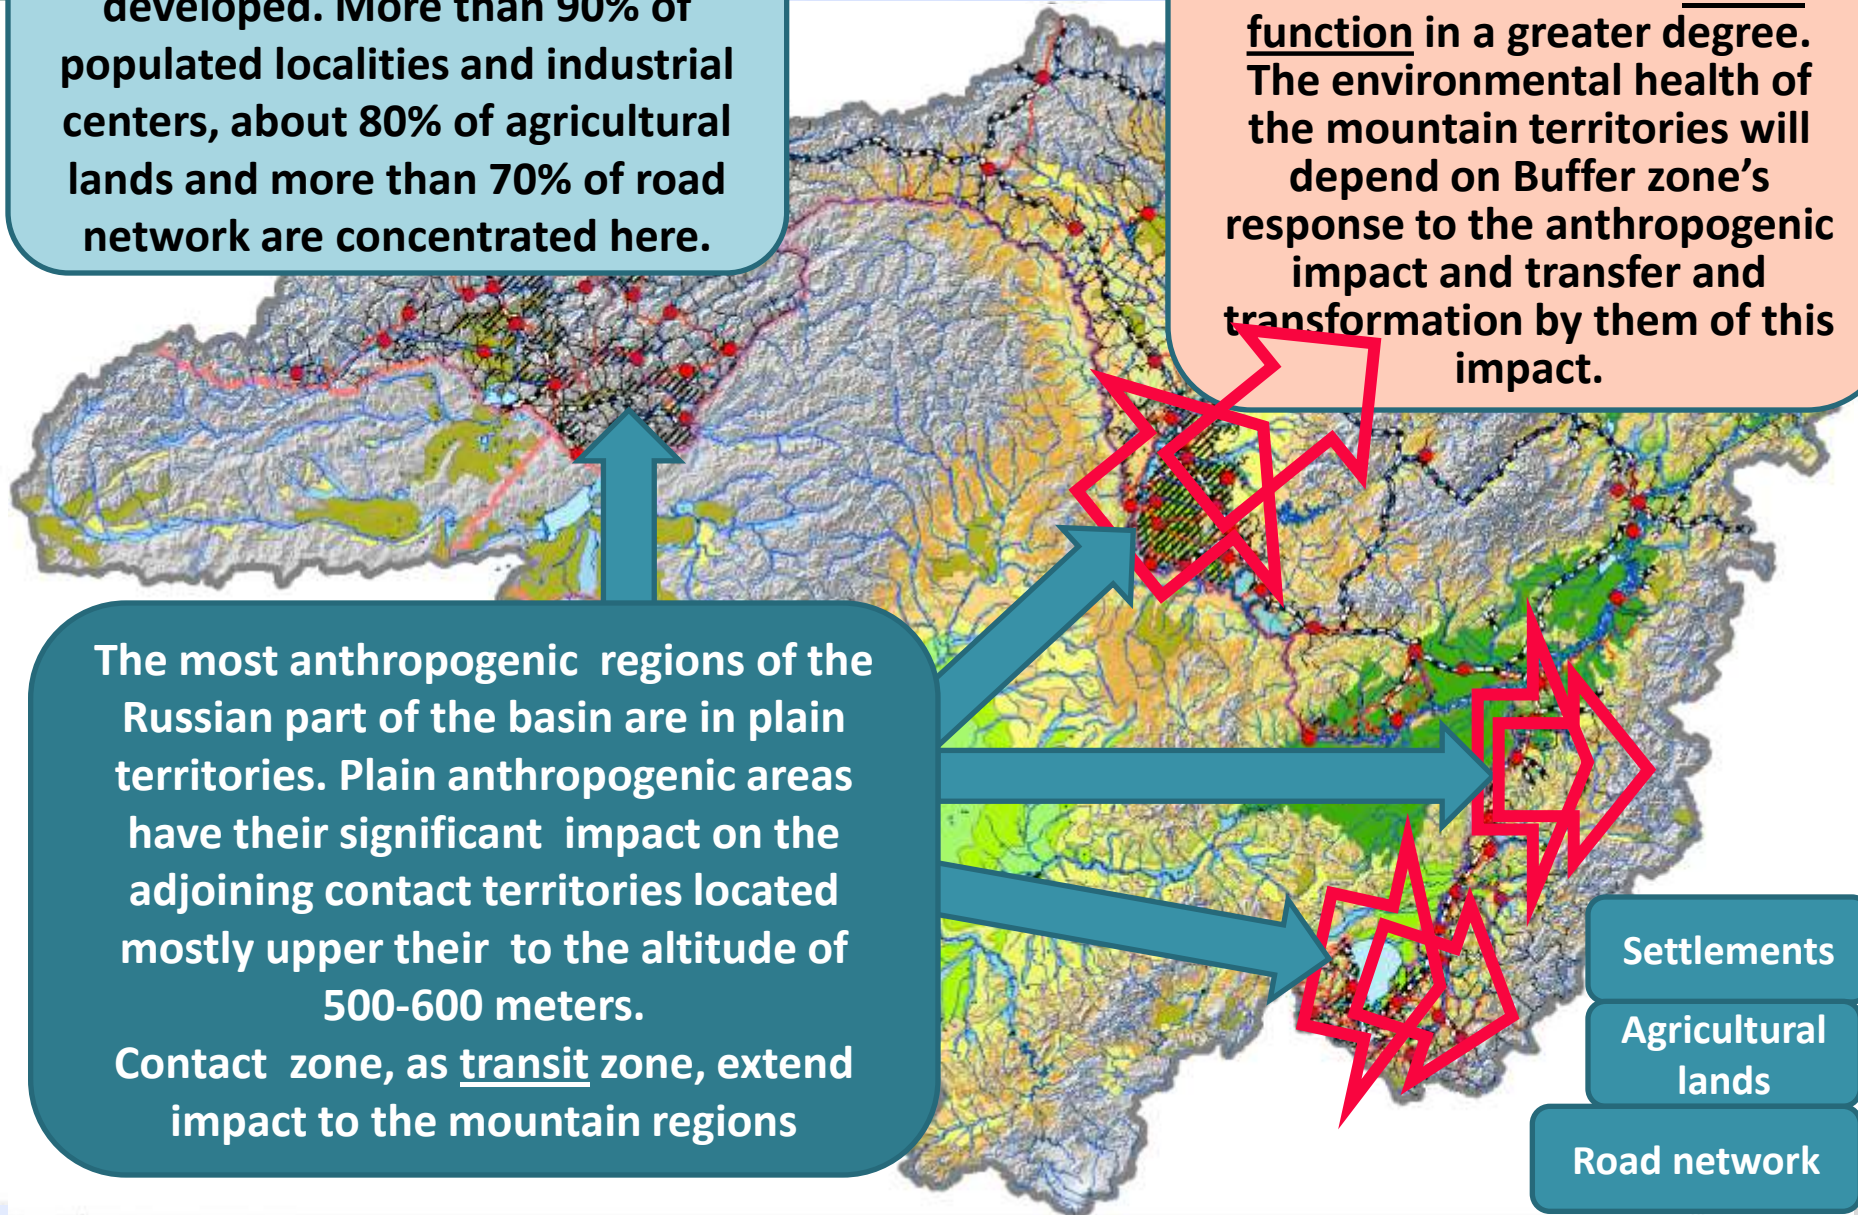 developed. More than 90% of
populated localities and industrial
centers, about 80% of agricultural
lands and more than 70% of road
network are concentrated here.
function in a greater degree.
The environmental health of
the mountain territories will
depend on Buffer zone's
response to the anthropogenic
impact and transfer and
transformation by them of this
impact.
The most anthropogenic regions of the
Russian part of the basin are in plain
territories. Plain anthropogenic areas
have their significant impact on the
adjoining contact territories located
mostly upper their to the altitude of
500-600 meters.
Contact zone, as transit zone, extend
impact to the mountain regions
Settlements
Agricultural
lands
Road network